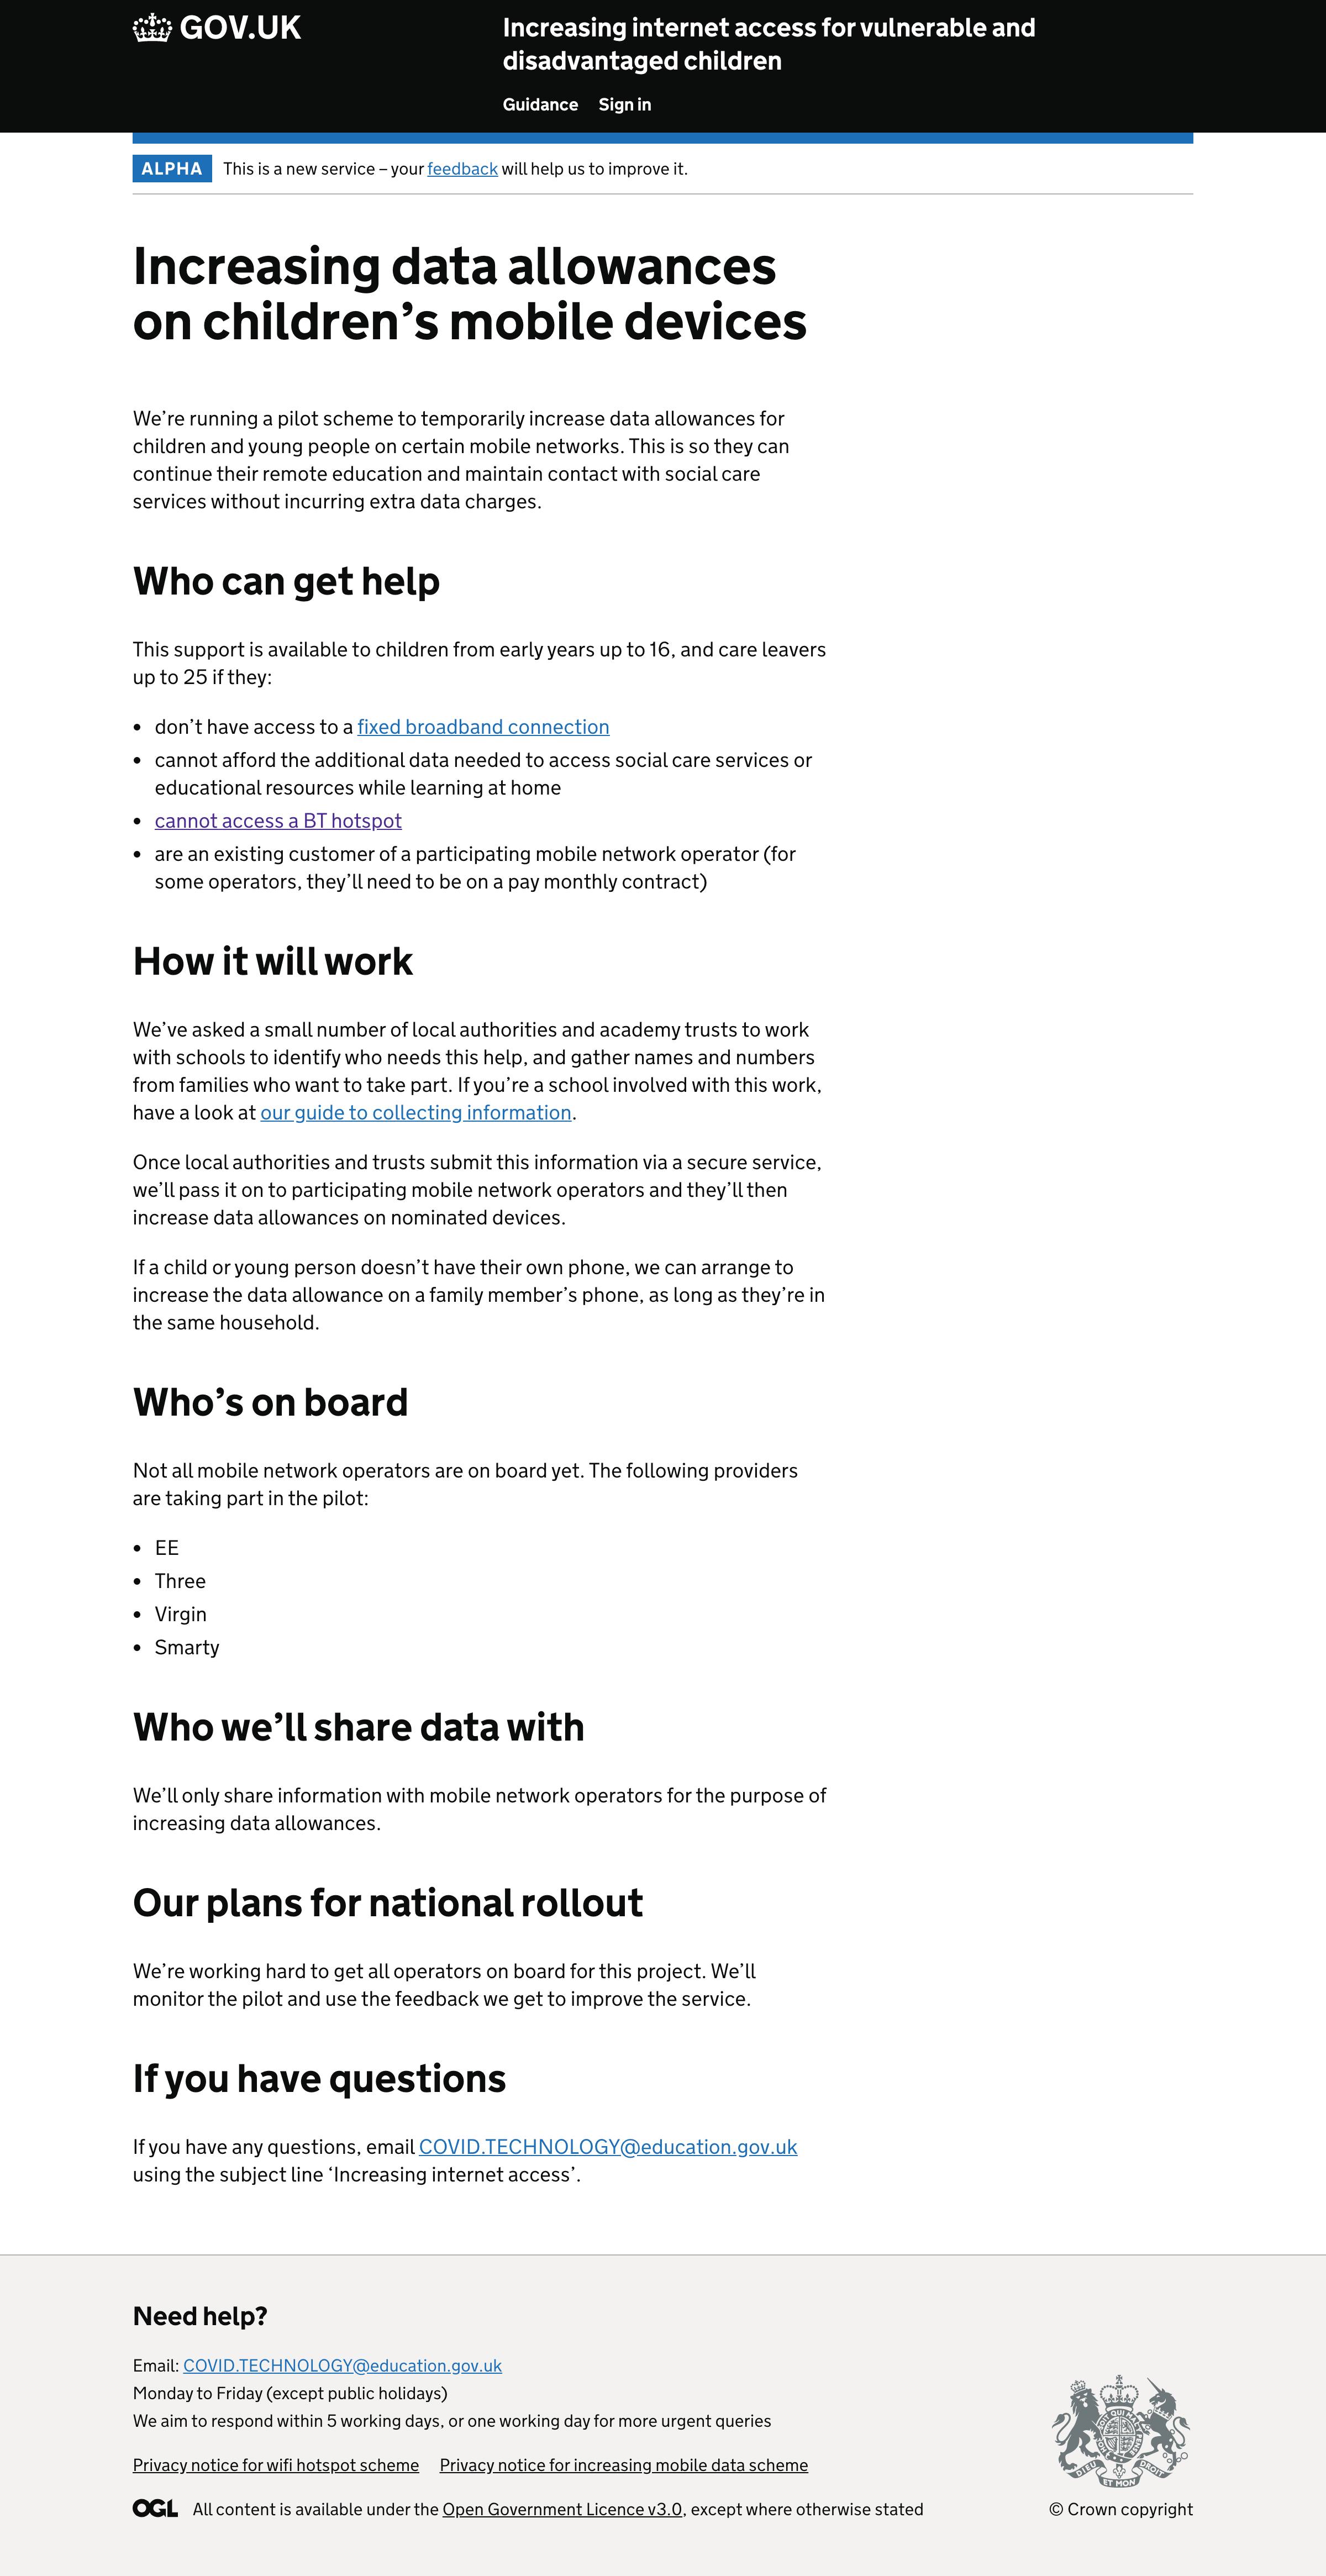 GOV.UK
Increasing internet access for vulnerable and
disadvantaged children
Guidance Sign in
ALPHA This is a new service – your feedback will help us to improve it.
Increasing data allowances
on children’s mobile devices
We’re running a pilot scheme to temporarily increase data allowances for
children and young people on certain mobile networks. This is so they can
continue their remote education and maintain contact with social care
services without incurring extra data charges.
Who can get help
This support is available to children from early years up to 16, and care leavers
up to 25 if they:
• don’t have access to a fixed broadband connection
• cannot afford the additional data needed to access social care services or
educational resources while learning at home
• cannot access a BT hotspot
• are an existing customer of a participating mobile network operator (for
some operators, they’ll need to be on a pay monthly contract)
How it will work
We’ve asked a small number of local authorities and academy trusts to work
with schools to identify who needs this help, and gather names and numbers
from families who want to take part. If you’re a school involved with this work,
have a look at our guide to collecting information.
Once local authorities and trusts submit this information via a secure service,
we’ll pass it on to participating mobile network operators and they’ll then
increase data allowances on nominated devices.
If a child or young person doesn’t have their own phone, we can arrange to
increase the data allowance on a family member’s phone, as long as they’re in
the same household.
Who’s on board
Not all mobile network operators are on board yet. The following providers
are taking part in the pilot:
• EE
• Three
• Virgin
• Smarty
Who we’ll share data with
We’ll only share information with mobile network operators for the purpose of
increasing data allowances.
Our plans for national rollout
We’re working hard to get all operators on board for this project. We’ll
monitor the pilot and use the feedback we get to improve the service.
If you have questions
If you have any questions, email COVID.TECHNOLOGY@education.gov.uk
using the subject line ‘Increasing internet access’.
Need help?
Email: COVID.TECHNOLOGY@education.gov.uk
Monday to Friday (except public holidays)
We aim to respond within 5 working days, or one working day for more urgent queries
Privacy notice for wifi hotspot scheme Privacy notice for increasing mobile data scheme
OGL All content is available under the Open Government Licence v3.0, except where otherwise stated
DIEU ET MON DROIT
© Crown copyright